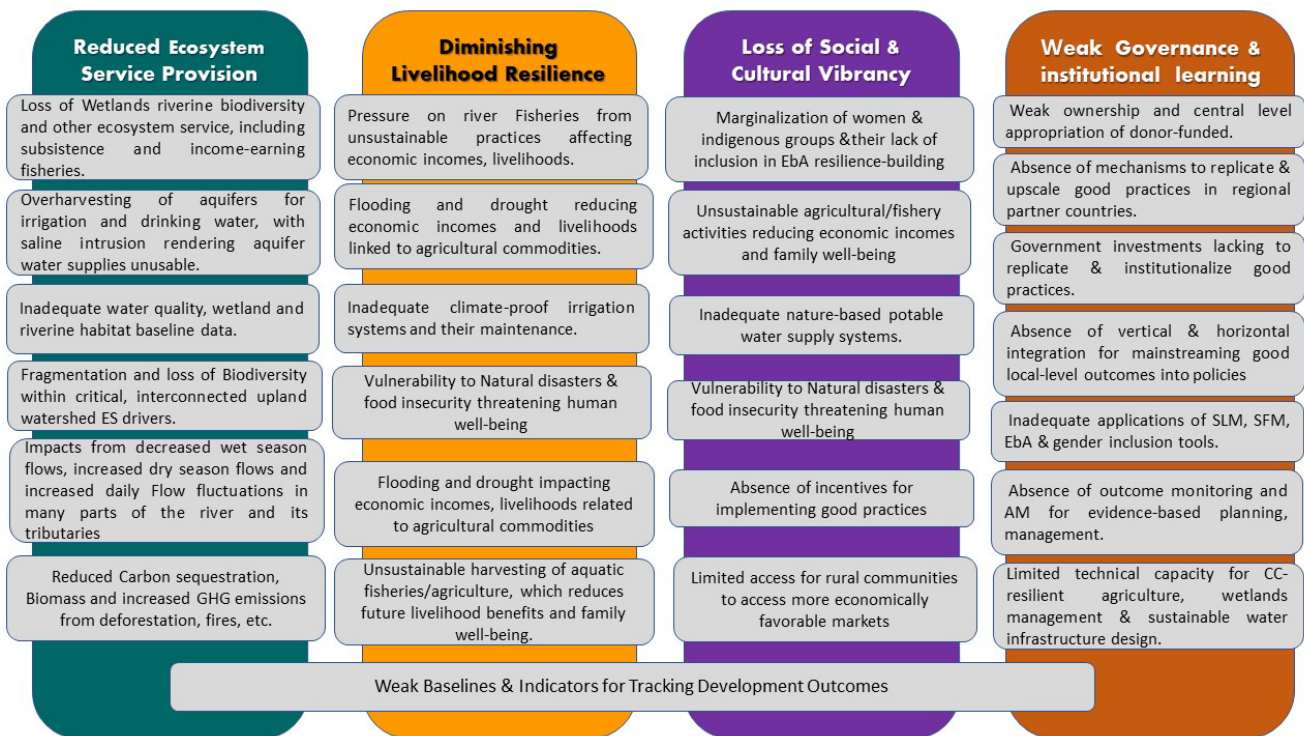 Reduced Ecosystem
Service Provision
Loss of Wetlands riverine biodiversity
and other ecosystem service, including
subsistence and income-earning
fisheries.
Overharvesting of aquifers for
irrigation and drinking water, with
saline intrusion rendering aquifer
water supplies unusable.
Inadequate water quality, wetland and
riverine habitat baseline data.
Fragmentation and loss of Biodiversity
within critical, interconnected upland
watershed ES drivers.
Impacts from decreased wet season
flows, increased dry season flows and
increased daily Flow fluctuations in
many parts of the river and its
tributaries
Reduced Carbon sequestration,
Biomass and increased GHG emissions
from deforestation, fires, etc.
Diminishing
Livelihood Resilience
Pressure on river Fisheries from
unsustainable practices affecting
economic incomes, livelihoods.
Flooding and drought reducing
economic incomes and livelihoods
linked to agricultural commodities.
Inadequate climate-proof irrigation
systems and their maintenance.
Vulnerability to Natural disasters &
food insecurity threatening human
well-being
Flooding and drought impacting
economic incomes, livelihoods related
to agricultural commodities
Unsustainable harvesting of aquatic
fisheries/agriculture, which reduces
future livelihood benefits and family
well-being.
Loss of Social &
Cultural Vibrancy
Marginalization of women &
indigenous groups &their lack of
inclusion in EbA resilience-building
Unsustainable agricultural/fishery
activities reducing economic incomes
and family well-being
Inadequate nature-based potable
water supply systems.
Vulnerability to Natural disasters &
food insecurity threatening human
well-being
Absence of incentives for
implementing good practices
Limited access for rural communities
to access more economically
favorable markets
Weak Governance &
institutional learning
Weak ownership and central level
appropriation of donor-funded.
Absence of mechanisms to replicate &
upscale good practices in regional
partner countries.
Government investments lacking to
replicate & institutionalize good
practices.
Absence of vertical & horizontal
integration for mainstreaming good
local-level outcomes into policies
Inadequate applications of SLM, SFM,
EbA & gender inclusion tools.
Absence of outcome monitoring and
AM for evidence-based planning,
management.
Limited technical capacity for CC-
resilient agriculture, wetlands
management & sustainable water
infrastructure design.
Weak Baselines & Indicators for Tracking Development Outcomes